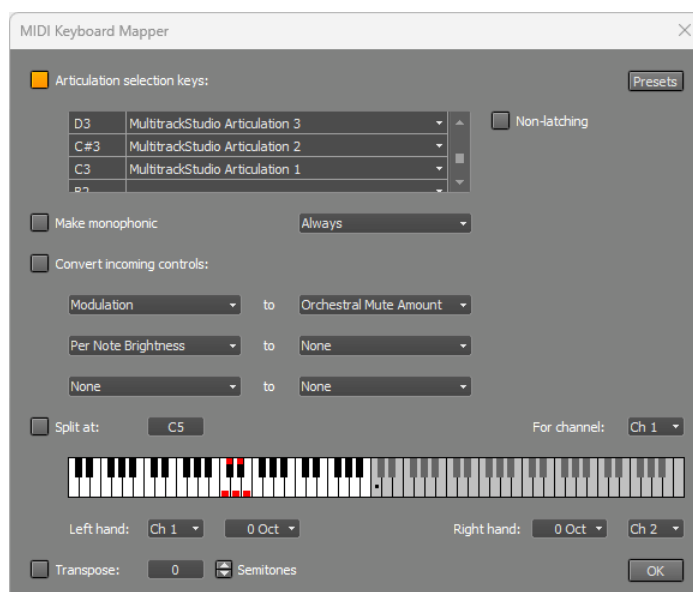 MIDI Keyboard Mapper
Articulation selection keys:
Presets
D3 MultitrackStudio Articulation 3
Non-latching
C#3 MultitrackStudio Articulation 2
C3 MultitrackStudio Articulation 1
B2
Make monophonic Always
Convert incoming controls:
Modulation to Orchestral Mute Amount
Per Note Brightness to None
None to None
Split at: C5 For channel: Ch 1
Left hand: Ch 1 0 Oct Right hand: 0 Oct Ch 2
Transpose: 0 Semitones OK